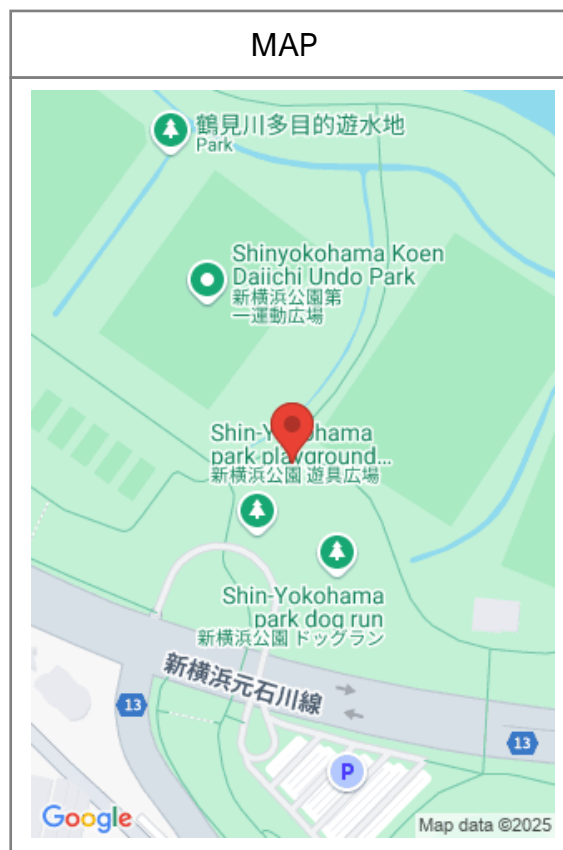 MAP
鶴見川多目的遊水地
Park
Shinyokohama Koen
Daiichi Undo Park
新横浜公園第
一運動広場
Shin-Yokohama
park playground...
新横浜公園 遊具広場
Shin-Yokohama
park dog run
新横浜公園 ドッグラン
新横浜元石川線
13
13
P
Google
Map data ©2025